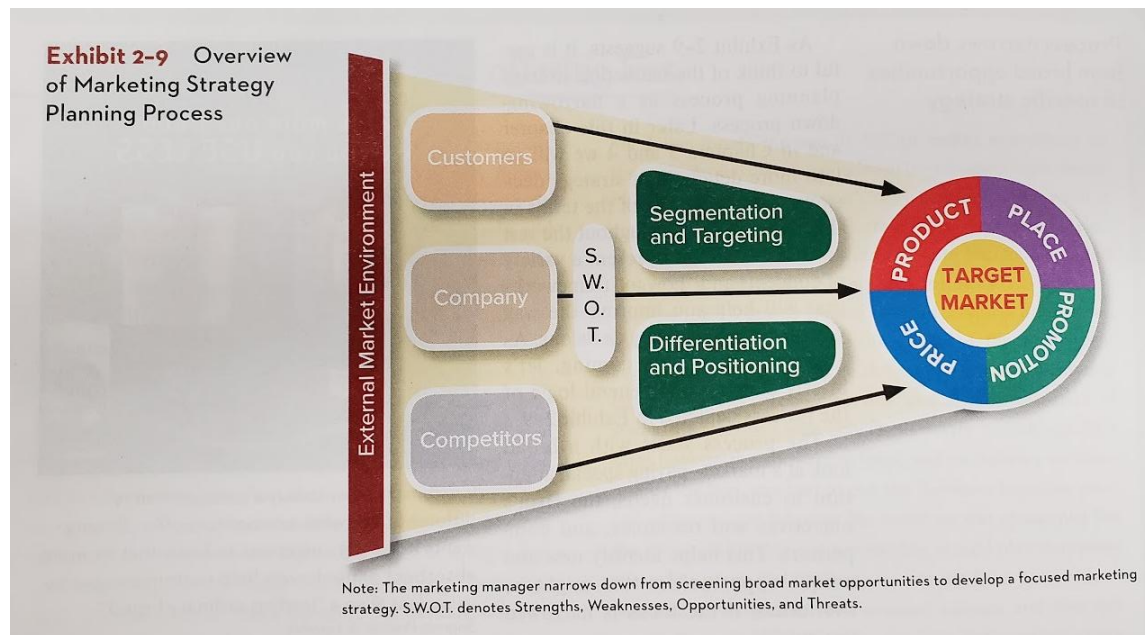 Exhibit 2–9 Overview
of Marketing Strategy
Planning Process
External Market Environment
Customers
Company
Competitors
S.
W.
O.
T.
Segmentation
and Targeting
Differentiation
and Positioning
PRODUCT
PLACE
PRICE
PROMOTION
TARGET
MARKET
Note: The marketing manager narrows down from screening broad market opportunities to develop a focused marketing
strategy. S.W.O.T. denotes Strengths, Weaknesses, Opportunities, and Threats.